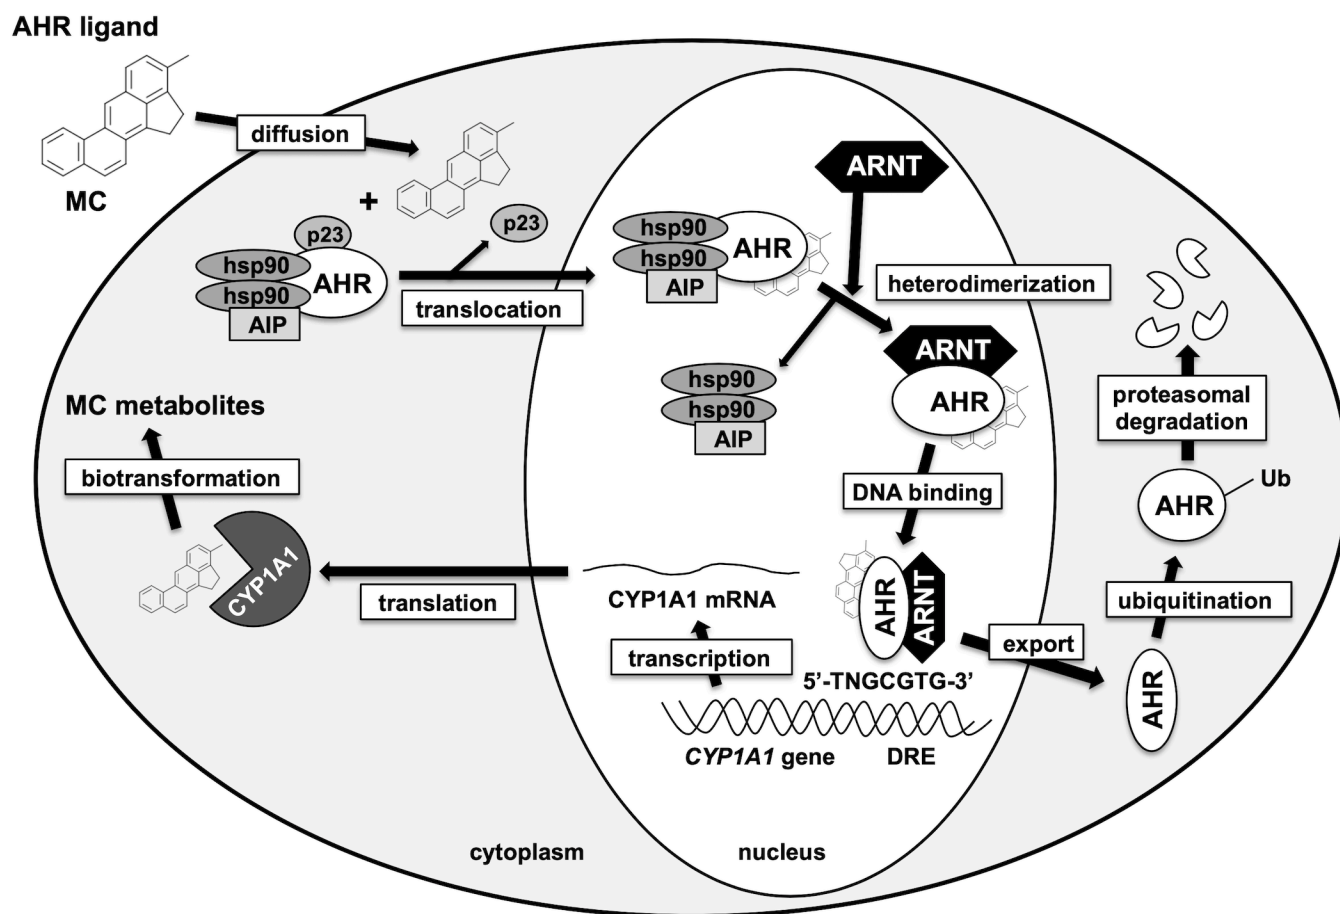 AHR ligand
MC
diffusion
+
p23
hsp90
hsp90
AHR
AIP
p23
translocation
hsp90
hsp90
AHR
AIP
ARNT
heterodimerization
ARNT
AHR
hsp90
hsp90
AIP
DNA binding
AHR
ARNT
5’-TNGCGTG-3’
CYP1A1 gene
DRE
transcription
CYP1A1 mRNA
translation
CYP1A1
biotransformation
MC metabolites
export
AHR
ubiquitination
AHR
Ub
proteasomal
degradation
cytoplasm
nucleus